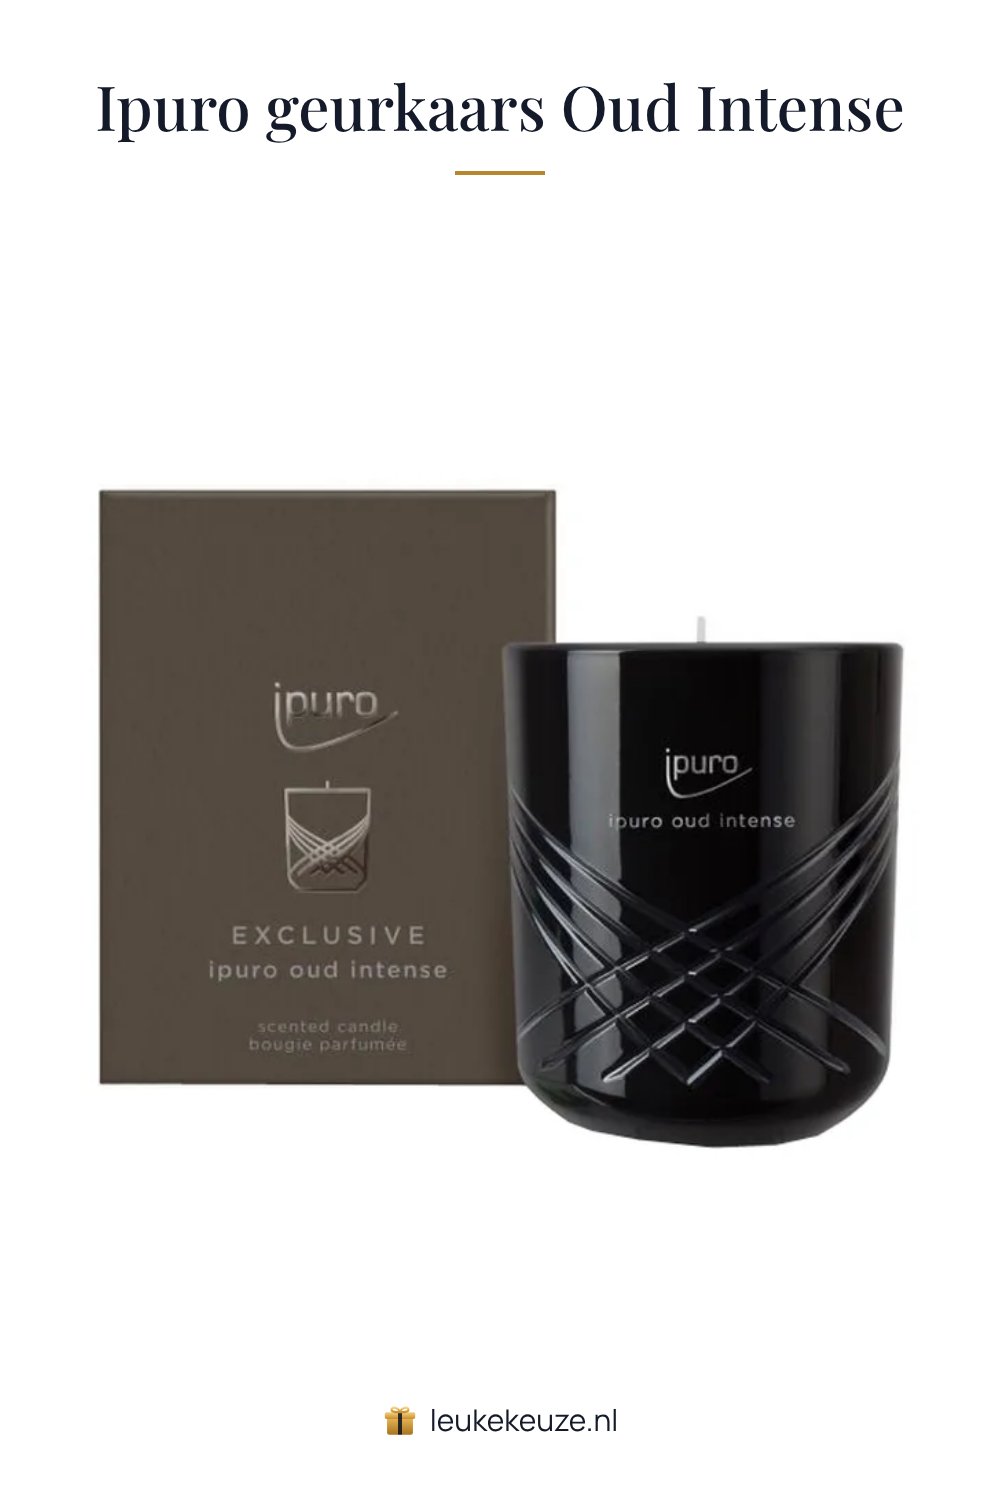 Ipuro geurkaars Oud Intense
ipuro
EXCLUSIVE
ipuro oud intense
scented candle
bougie parfumée
ipuro
ipuro oud intense
leukekeuze.nl